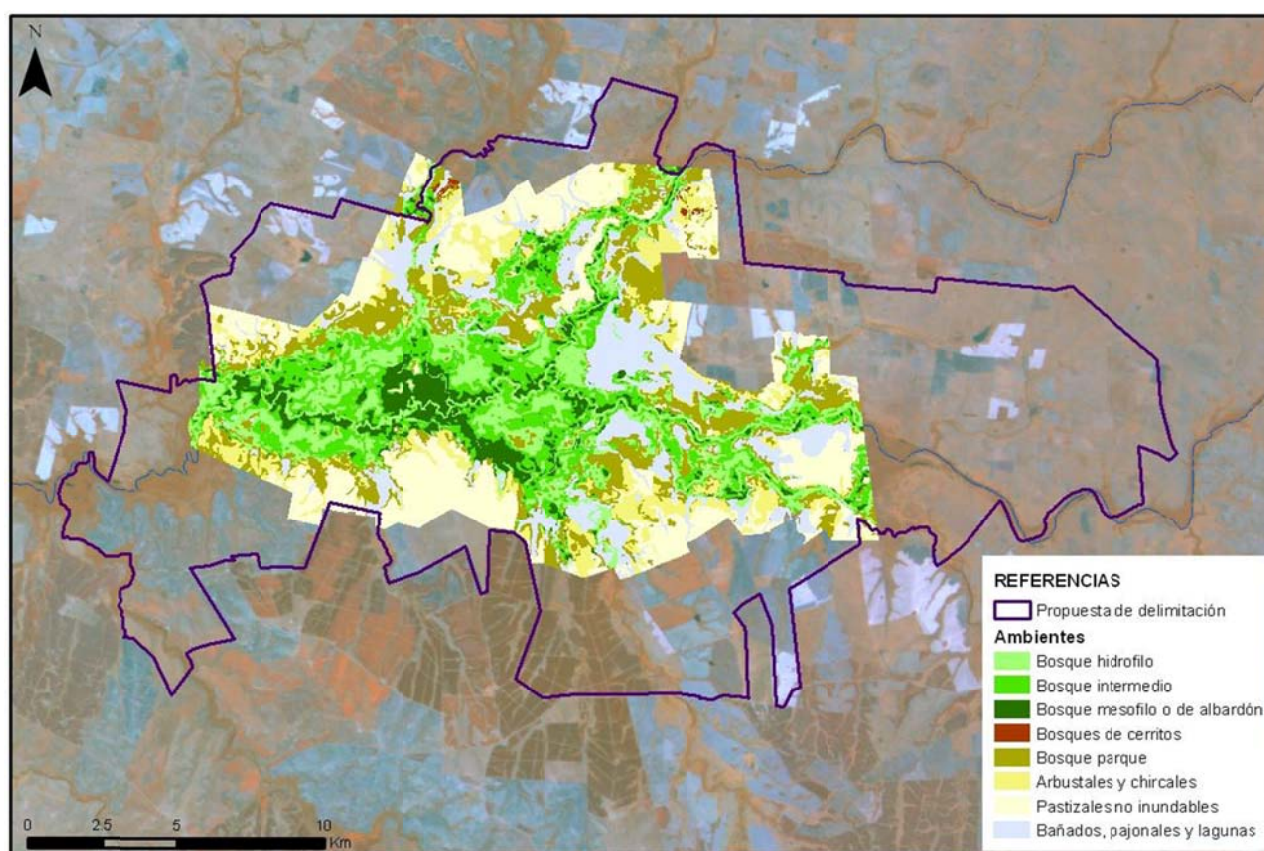 N
REFERENCIAS
Propuesta de delimitación
Ambientes
Bosque hidrofilo
Bosque intermedio
Bosque mesofilo o de albardón
Bosques de cerritos
Bosque parque
Arbustales y chircales
Pastizales no inundables
Bañados, pajonales y lagunas
0 2.5 5 10
Km